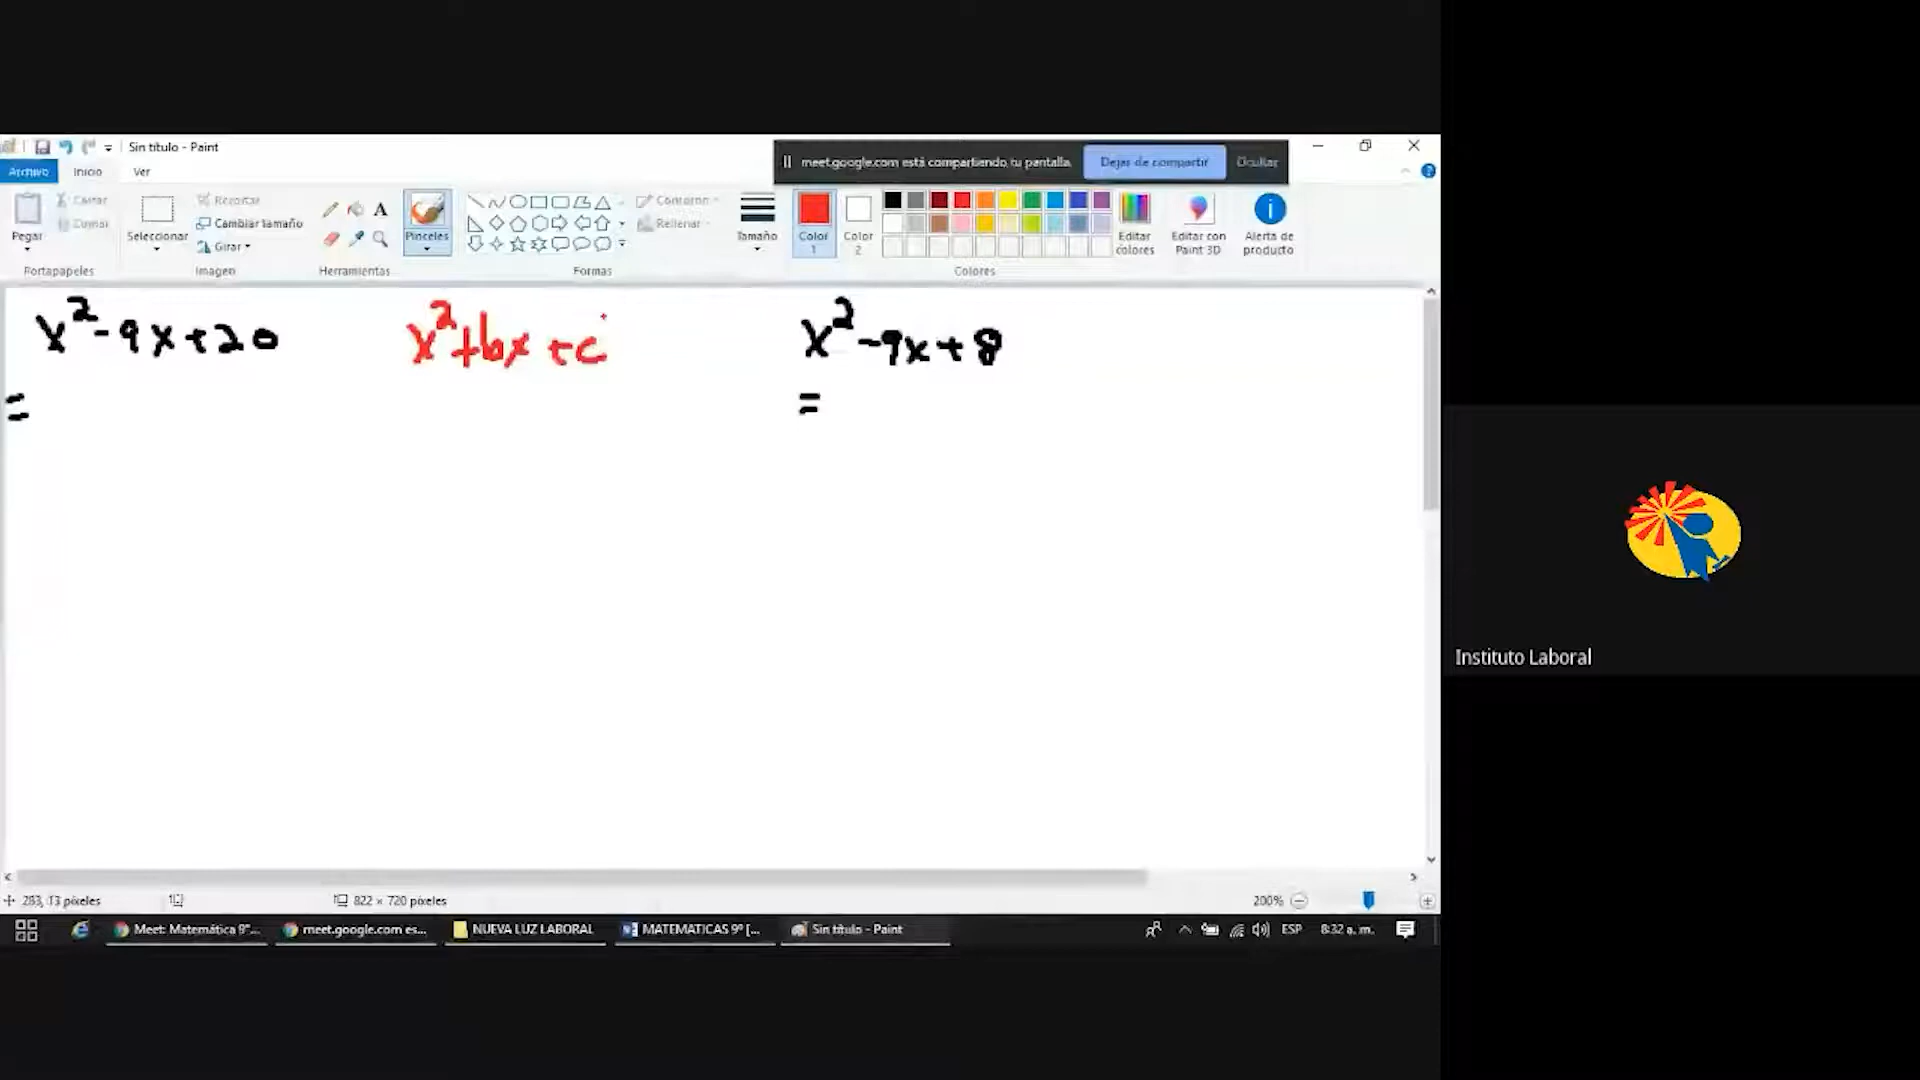 Sin título - Paint
meet.google.com está compartiendo tu pantalla.
Dejar de compartir
Ocultar
Archivo
Inicio
Ver
Pegar
Cortar
Copiar
Portapapeles
Seleccionar
Recortar
Cambiar tamaño
Girar
Imagen
A
Herramientas
Pinceles
Formas
Contorno
Rellenar
Tamaño
Color 1
Color 2
Colores
Editar colores
Editar con Paint 3D
Alerta de producto
x²-9x+20
x²+bx+c
x²-9x+8
=
=
283, 13 píxeles
822 × 720 píxeles
200%
Meet: Matemática 9°...
meet.google.com es...
NUEVA LUZ LABORAL
MATEMATICAS 9º [...
Sin título - Paint
ESP
8:32 a. m.
Instituto Laboral